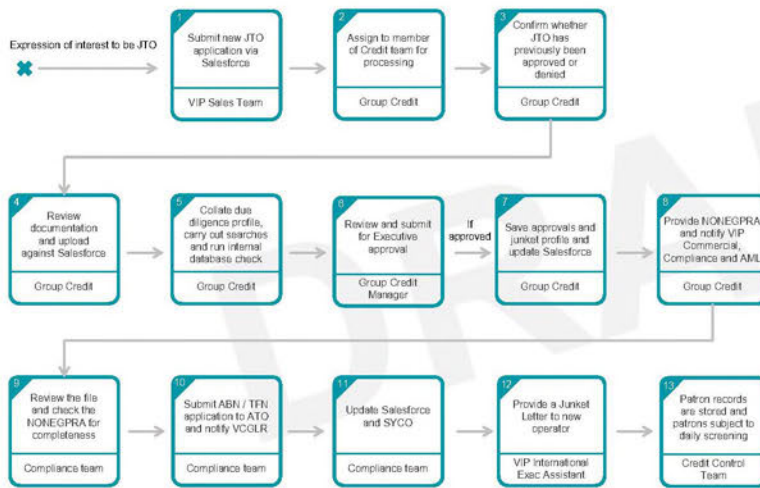 Expression of interest to be JTO
1
Submit new JTO
application via
Salesforce
VIP Sales Team
2
Assign to member
of Credit team for
processing
Group Credit
3
Confirm whether
JTO has
previously been
approved or
denied
Group Credit
4
Review
documentation
and upload
against Salesforce
Group Credit
5
Collate due
diligence profile,
carry out searches
and run internal
database check
Group Credit
6
Review and submit
for Executive
approval
Group Credit
Manager
If
approved
7
Save approvals and
junket profile and
update Salesforce
Group Credit
8
Provide NONEGPRA
and notify VIP
Commercial,
Compliance and AML
Group Credit
9
Review the file
and check the
NONEGPRA for
completeness
Compliance team
10
Submit ABN / TFN
application to ATO
and notify VCGLR
Compliance team
11
Update Salesforce
and SYCO
Compliance team
12
Provide a Junket
Letter to new
operator
VIP International
Exec Assistant
13
Patron records
are stored and
patrons subject to
daily screening
Credit Control
Team
DRA